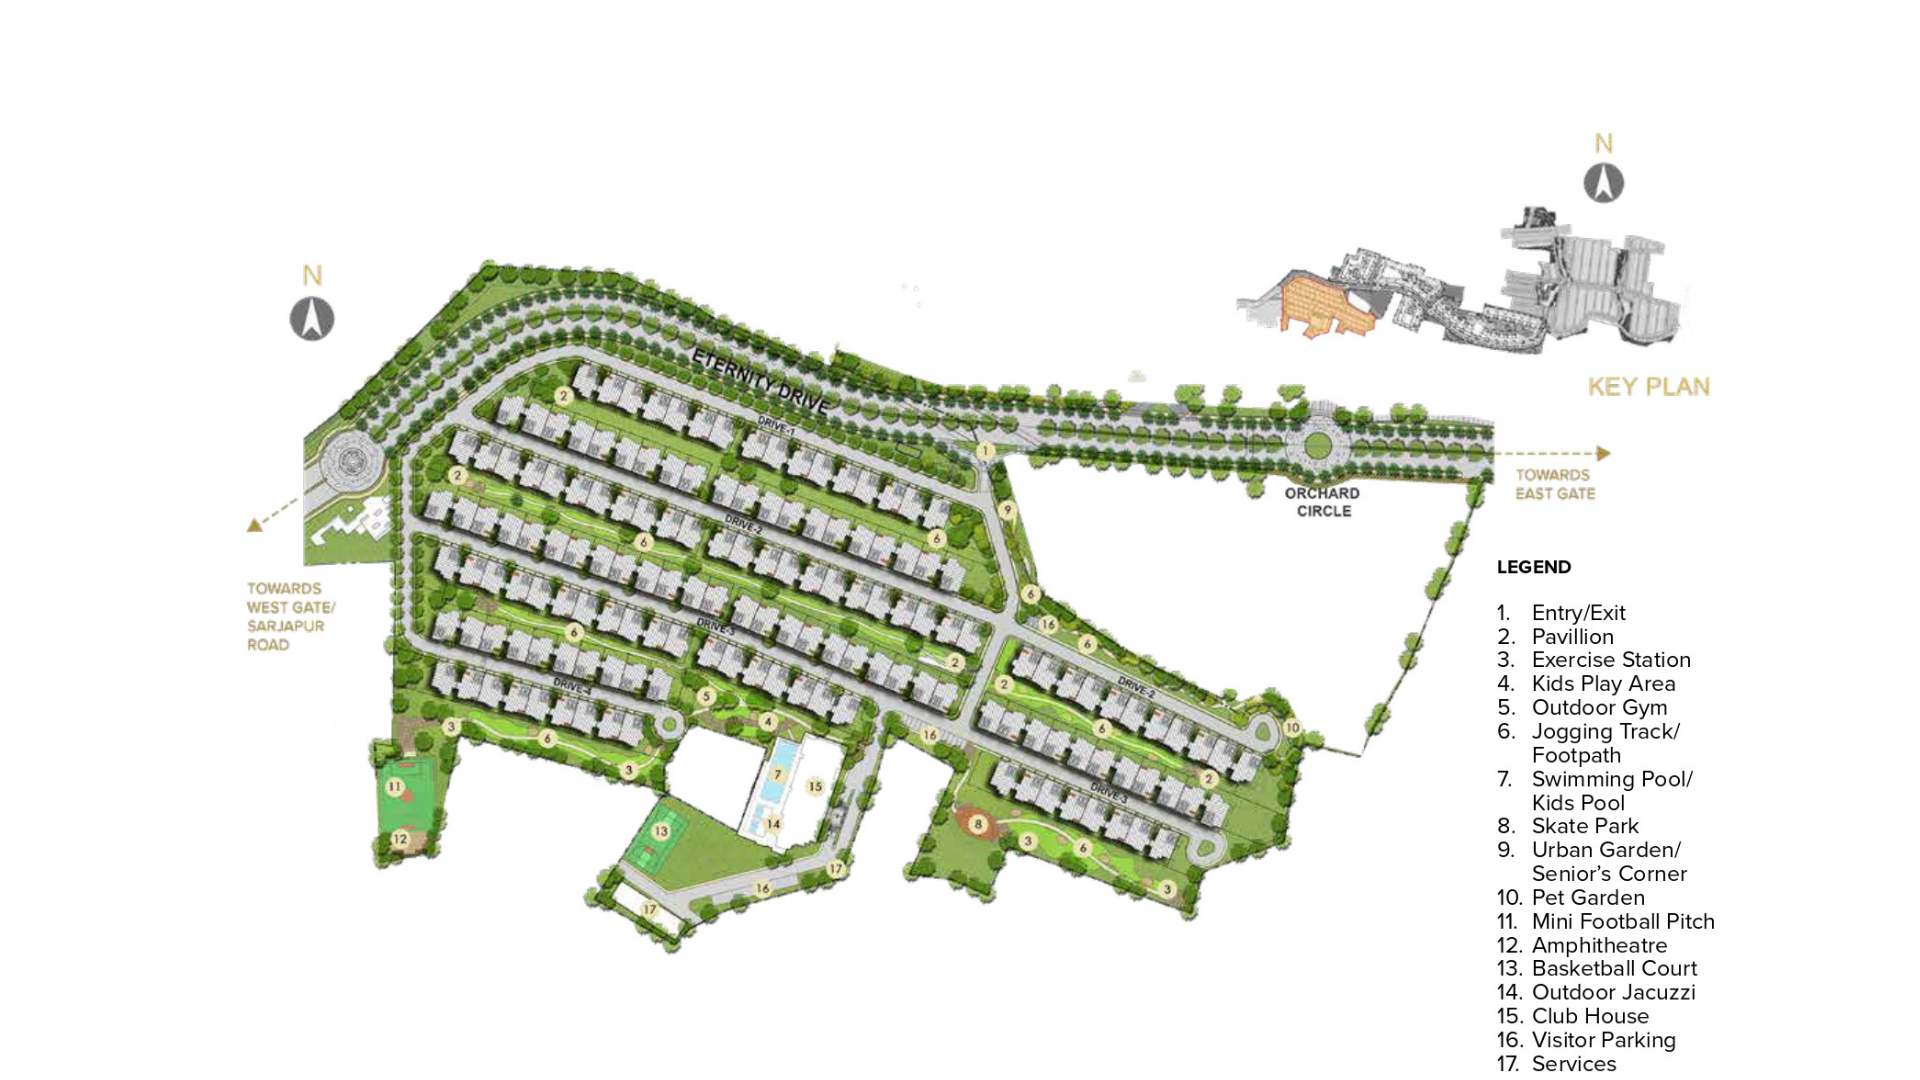 N
N
KEY PLAN
ETERNITY DRIVE
DRIVE-1
2
1
TOWARDS
EAST GATE
ORCHARD
CIRCLE
2
9
DRIVE-2
6
6
TOWARDS
WEST GATE/
SARJAPUR
ROAD
6
16
DRIVE-3
6
6
2
2
DRIVE-4
DRIVE-2
5
4
3
6
6
16
10
3
7
15
2
11
DRIVE-3
14
13
8
12
3
6
17
16
3
17
LEGEND
1. Entry/Exit
2. Pavillion
3. Exercise Station
4. Kids Play Area
5. Outdoor Gym
6. Jogging Track/
Footpath
7. Swimming Pool/
Kids Pool
8. Skate Park
9. Urban Garden/
Senior's Corner
10. Pet Garden
11. Mini Football Pitch
12. Amphitheatre
13. Basketball Court
14. Outdoor Jacuzzi
15. Club House
16. Visitor Parking
17. Services